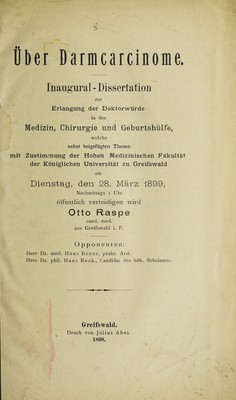 Über Darmcarcinome.
Inaugural-Dissertation
zur
Erlangung der Doktorwürde
in der
Medizin, Chirurgie und Geburtshülfe,
welche
nebst beigefügten Thesen
mit Zustimmung der Hohen Medizinischen Fakultät
der Königlichen Universität zu Greifswald
am
Dienstag, den 28. März 1899,
Nachmittags 1 Uhr
öffentlich verteidigen wird
Otto Raspe
cand. med.
aus Greifswald i. P.
Opponenten:
Herr Dr. med. Hans Beyer, prakt. Arzt.
Herr Dr. phil. Hans Beck, Candidat des höh. Schulamts.
Greifswald.
Druck von Julius Abel.
1899.